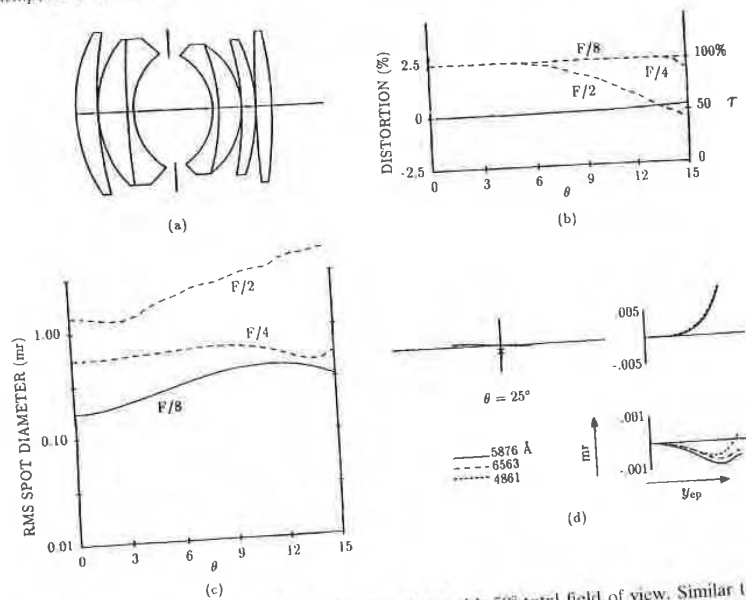 (a)
DISTORTION (%)
2.5
0
-2.5
F/8
F/4
F/2
100%
50
τ
0
0 3 6 9 12 15
θ
(b)
RMS SPOT DIAMETER (mr)
1.00
0.10
0.01
F/2
F/4
F/8
0 3 6 9 12 15
θ
(c)
θ = 25°
.005
-.005
5876 Å
6563
4861
mr
.001
-.001
y_ep
(d)
total field of view. Similar